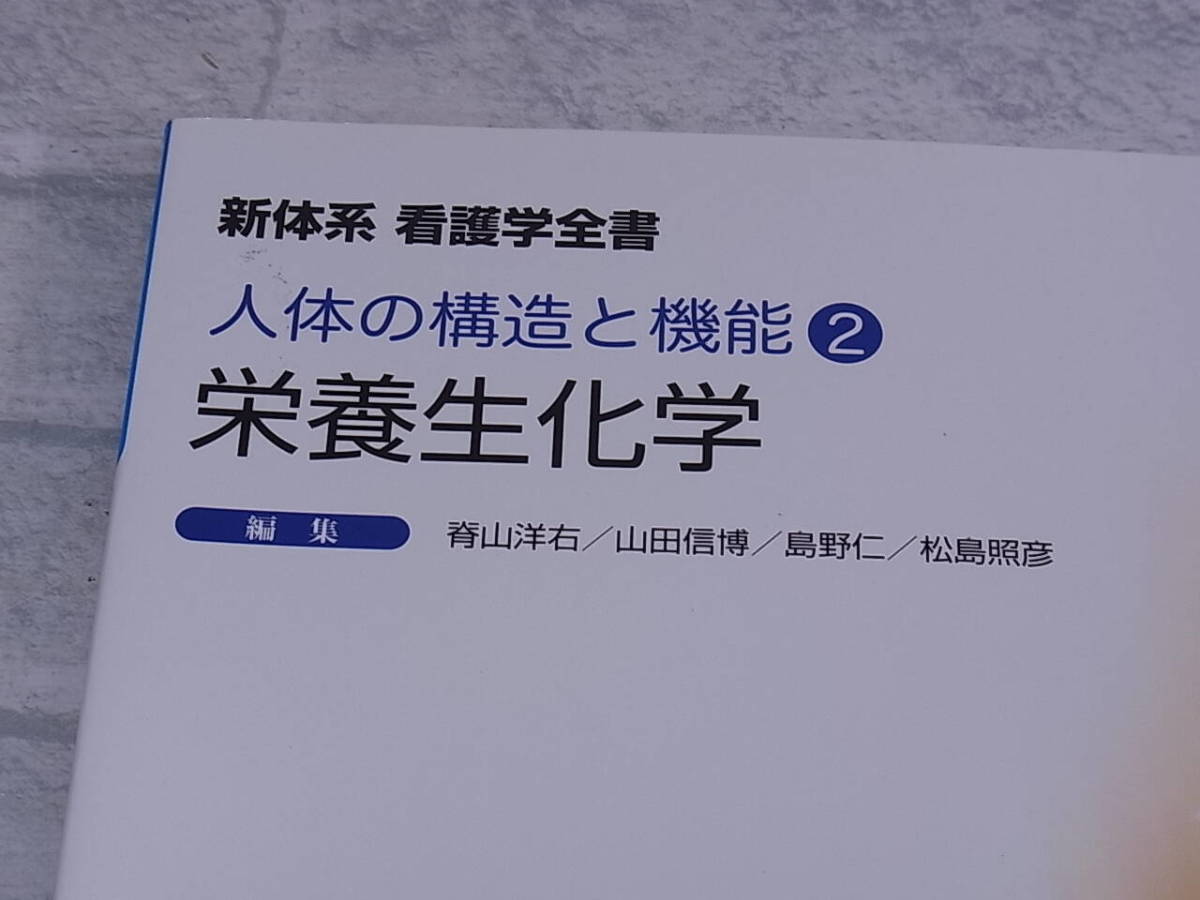 新体系 看護学全書
人体の構造と機能❷
栄養生化学
編集 脊山洋右／山田信博／島野仁／松島照彦